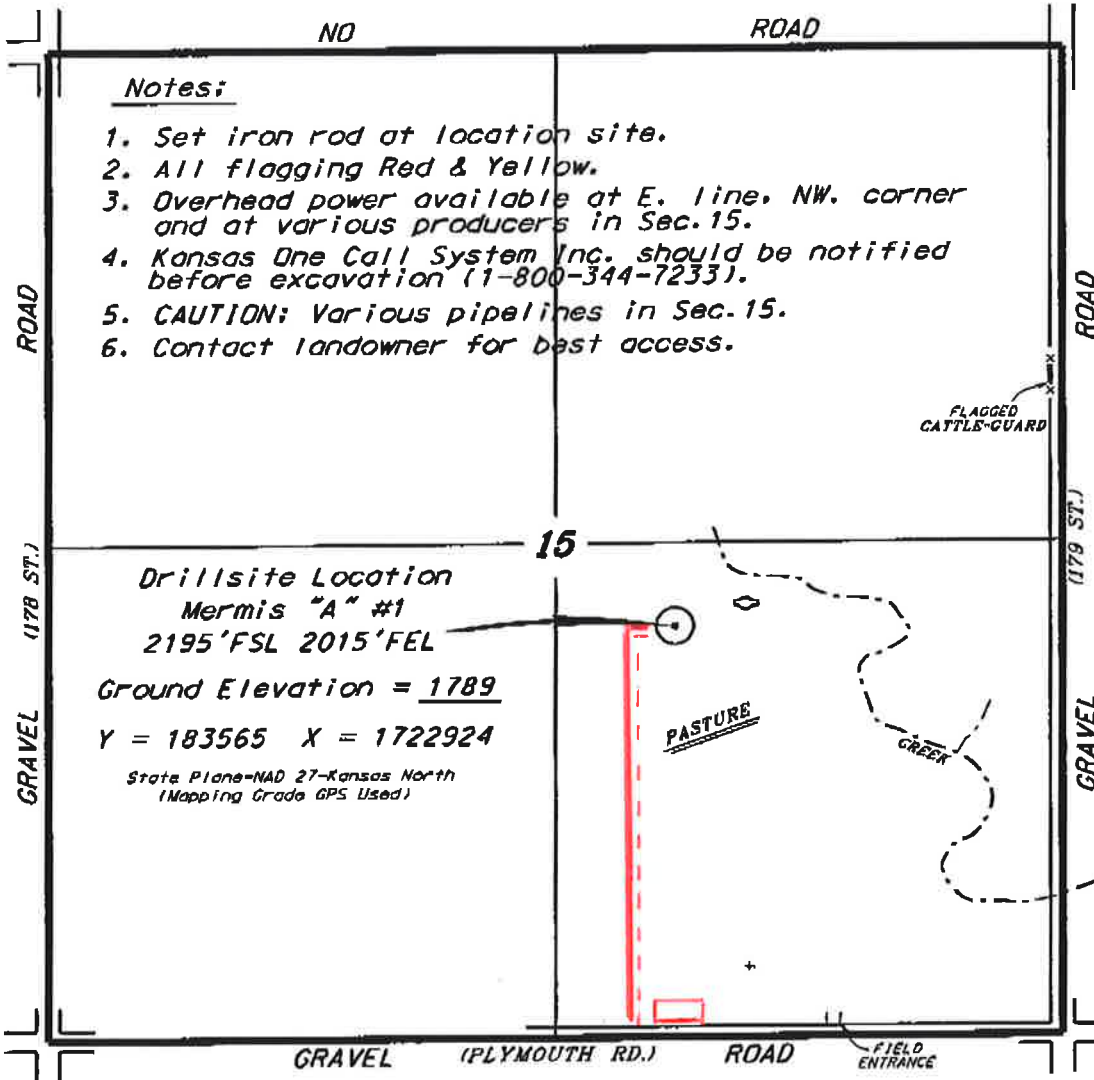 NO ROAD
Notes:
1. Set iron rod at location site.
2. All flagging Red & Yellow.
3. Overhead power available at E. line, NW. corner
and at various producers in Sec.15.
4. Kansas One Call System Inc. should be notified
before excavation (1-800-344-7233).
5. CAUTION: Various pipelines in Sec.15.
6. Contact landowner for best access.
FLAGGED
CATTLE-GUARD
15
Drillsite Location
Mermis "A" #1
2195'FSL 2015'FEL
Ground Elevation = 1789
Y = 183565 X = 1722924
State Plane-NAD 27-Kansas North
(Mapping Grade GPS Used)
PASTURE
CREEK
GRAVEL (178 ST.) ROAD
GRAVEL (179 ST.) ROAD
GRAVEL (PLYMOUTH RD.) ROAD
FIELD
ENTRANCE